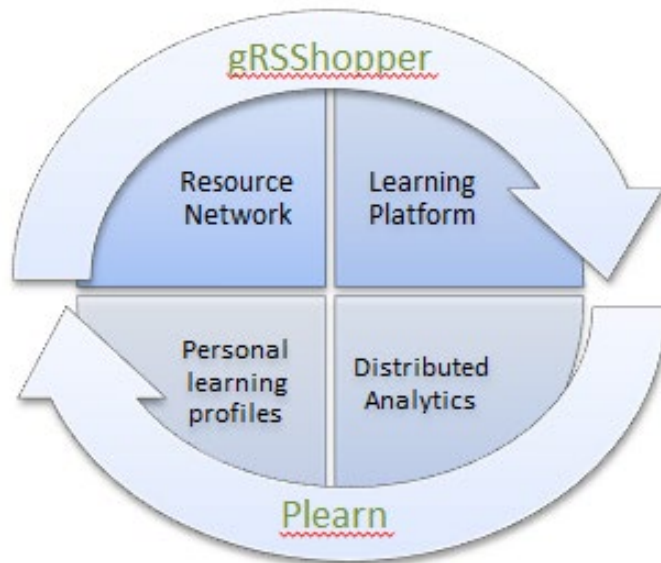 gRSShopper
Resource
Network
Learning
Platform
Personal
learning
profiles
Distributed
Analytics
Plearn